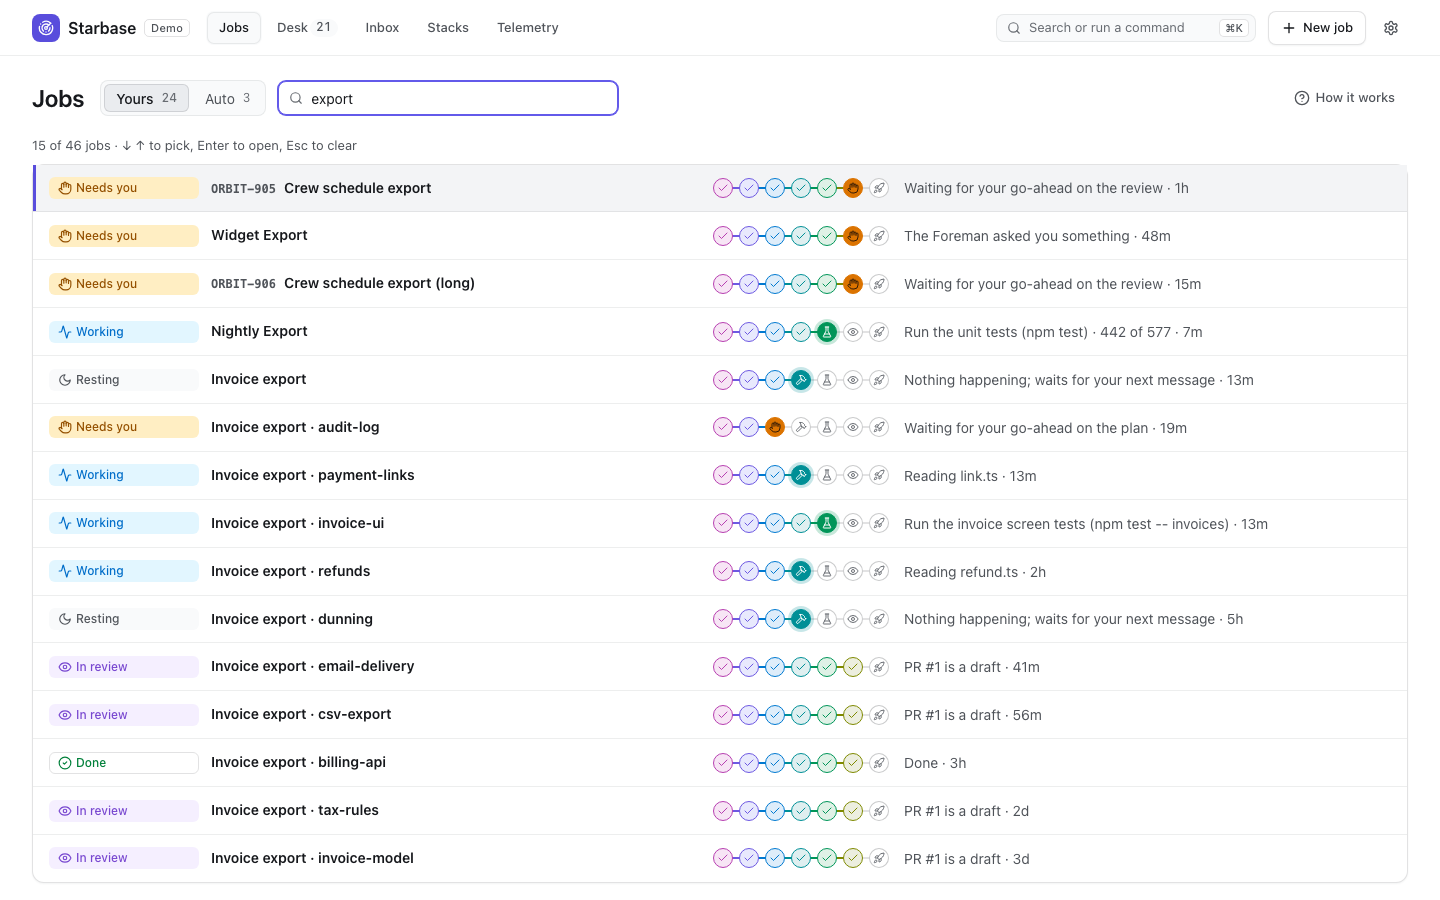 Starbase Demo Jobs Desk 21 Inbox Stacks Telemetry Search or run a command ⌘K + New job
Jobs Yours 24 Auto 3 export How it works
15 of 46 jobs · ↓ ↑ to pick, Enter to open, Esc to clear
Needs you ORBIT-905 Crew schedule export Waiting for your go-ahead on the review · 1h
Needs you Widget Export The Foreman asked you something · 48m
Needs you ORBIT-906 Crew schedule export (long) Waiting for your go-ahead on the review · 15m
Working Nightly Export Run the unit tests (npm test) · 442 of 577 · 7m
Resting Invoice export Nothing happening; waits for your next message · 13m
Needs you Invoice export · audit-log Waiting for your go-ahead on the plan · 19m
Working Invoice export · payment-links Reading link.ts · 13m
Working Invoice export · invoice-ui Run the invoice screen tests (npm test -- invoices) · 13m
Working Invoice export · refunds Reading refund.ts · 2h
Resting Invoice export · dunning Nothing happening; waits for your next message · 5h
In review Invoice export · email-delivery PR #1 is a draft · 41m
In review Invoice export · csv-export PR #1 is a draft · 56m
Done Invoice export · billing-api Done · 3h
In review Invoice export · tax-rules PR #1 is a draft · 2d
In review Invoice export · invoice-model PR #1 is a draft · 3d